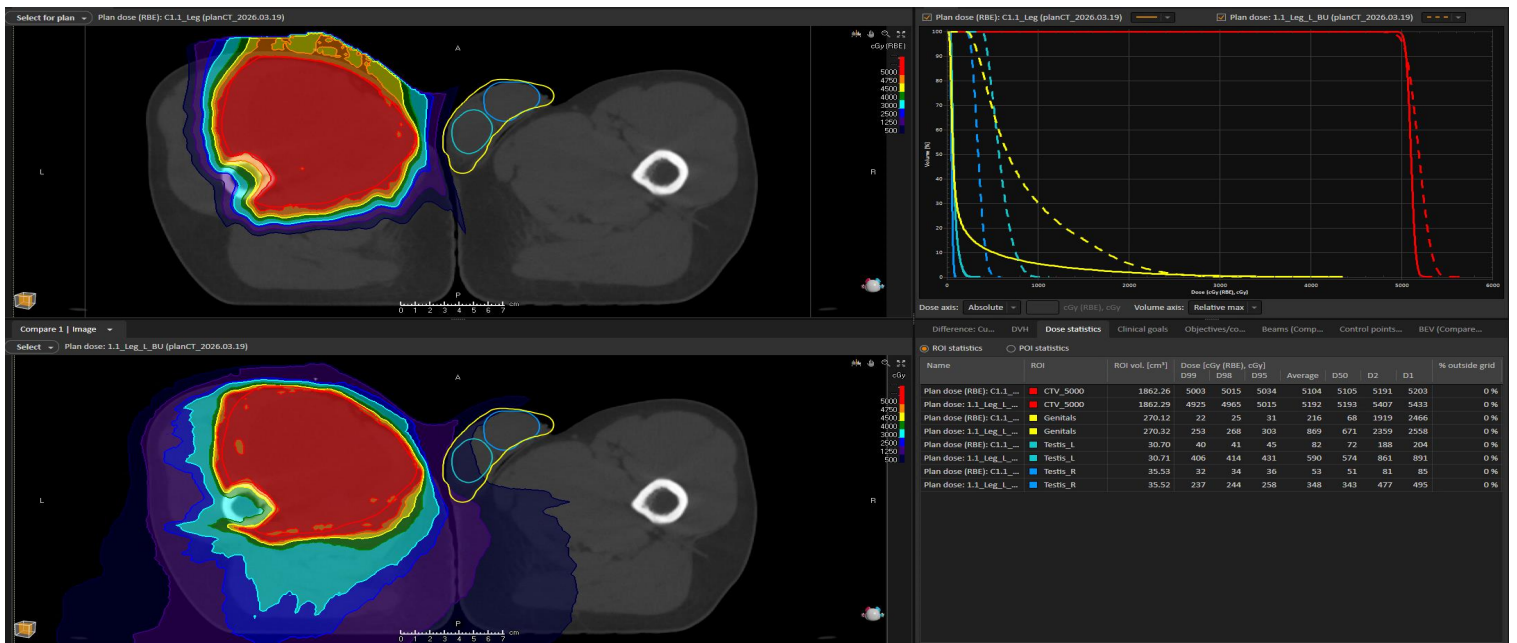 Select for plan Plan dose (RBE): C1.1_Leg (planCT_2026.03.19)
A
cGy (RBE)
5000
4750
4500
4000
3000
2500
1250
500
L
R
P
0 1 2 3 4 5 6 7 cm
Compare 1 | Image
Select Plan dose: 1.1_Leg_L_BU (planCT_2026.03.19)
A
cGy
5000
4750
4500
4000
3000
2500
1250
500
L
R
P
0 1 2 3 4 5 6 7 cm
Plan dose (RBE): C1.1_Leg (planCT_2026.03.19) Plan dose: 1.1_Leg_L_BU (planCT_2026.03.19)
Volume [%]
100
90
80
70
60
50
40
30
20
10
0
0 1000 2000 3000 4000 5000 6000
Dose [cGy (RBE), cGy]
Dose axis: Absolute cGy (RBE), cGy Volume axis: Relative max
Difference: Cu... DVH Dose statistics Clinical goals Objectives/co... Beams (Comp... Control points... BEV (Compare...
ROI statistics POI statistics
Name ROI ROI vol. [cm³] Dose [cGy (RBE), cGy] % outside grid
D99 D98 D95 Average D50 D2 D1
Plan dose (RBE): C1.1_... CTV_5000 1862.26 5003 5015 5034 5104 5105 5191 5203 0 %
Plan dose: 1.1_Leg_L_... CTV_5000 1862.29 4925 4965 5015 5192 5193 5407 5433 0 %
Plan dose (RBE): C1.1_... Genitals 270.12 22 25 31 216 68 1919 2466 0 %
Plan dose: 1.1_Leg_L_... Genitals 270.32 253 268 303 869 671 2359 2558 0 %
Plan dose (RBE): C1.1_... Testis_L 30.70 40 41 45 82 72 188 204 0 %
Plan dose: 1.1_Leg_L_... Testis_L 30.71 406 414 431 590 574 861 891 0 %
Plan dose (RBE): C1.1_... Testis_R 35.53 32 34 36 53 51 81 85 0 %
Plan dose: 1.1_Leg_L_... Testis_R 35.52 237 244 258 348 343 477 495 0 %